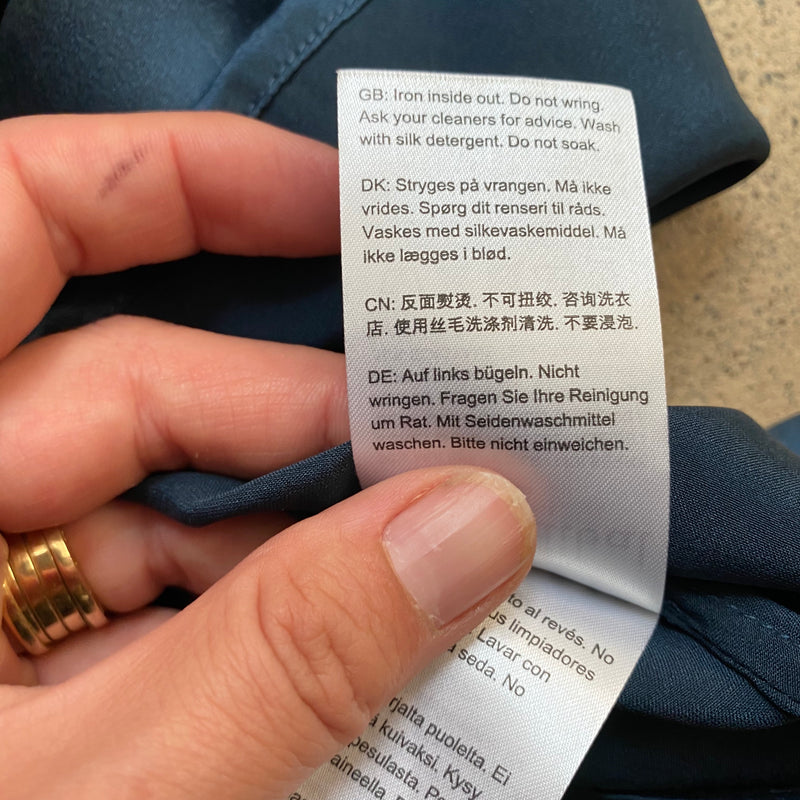 GB: Iron inside out. Do not wring.
Ask your cleaners for advice. Wash
with silk detergent. Do not soak.
DK: Stryges på vrangen. Må ikke
vrides. Spørg dit renseri til råds.
Vaskes med silkevaskemiddel. Må
ikke lægges i blød.
CN: 反面熨烫. 不可扭绞. 咨询洗衣
店. 使用丝毛洗涤剂清洗. 不要浸泡.
DE: Auf links bügeln. Nicht
wringen. Fragen Sie Ihre Reinigung
um Rat. Mit Seidenwaschmittel
waschen. Bitte nicht einweichen.
to al revés. No
us limpiadores
Lavar con
seda. No
rjalta puolelta. Ei
kuivaksi. Kysy
pesulasta.
aineella.